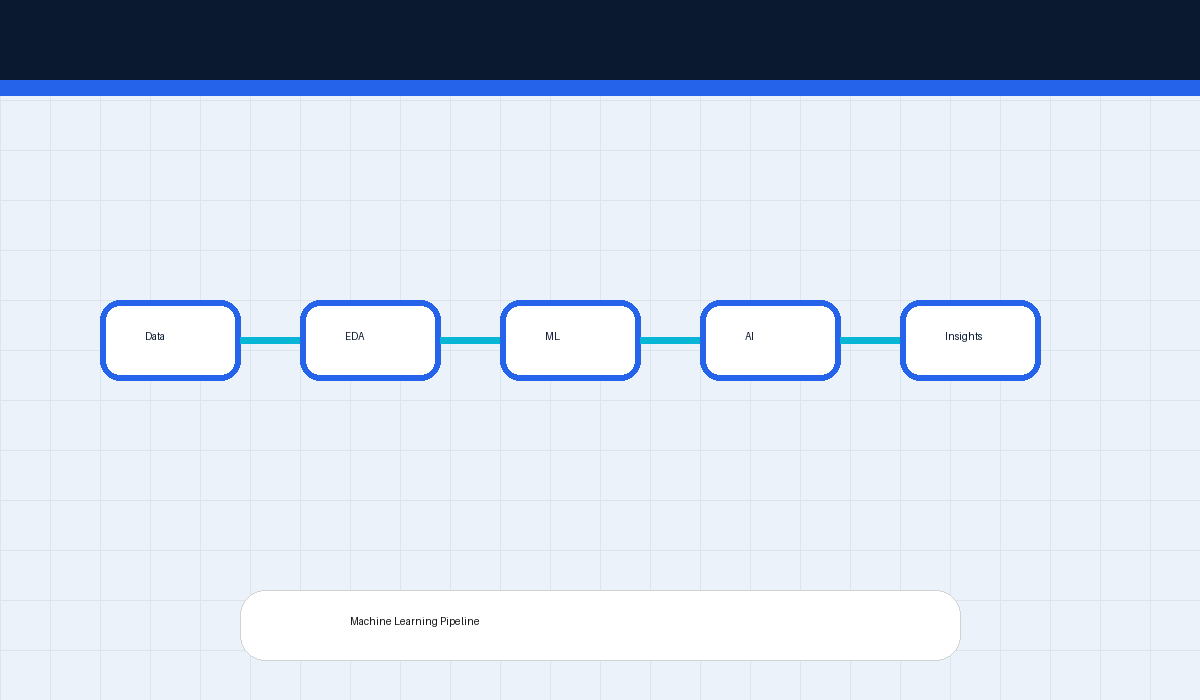 Data
EDA
ML
AI
Insights
Machine Learning Pipeline